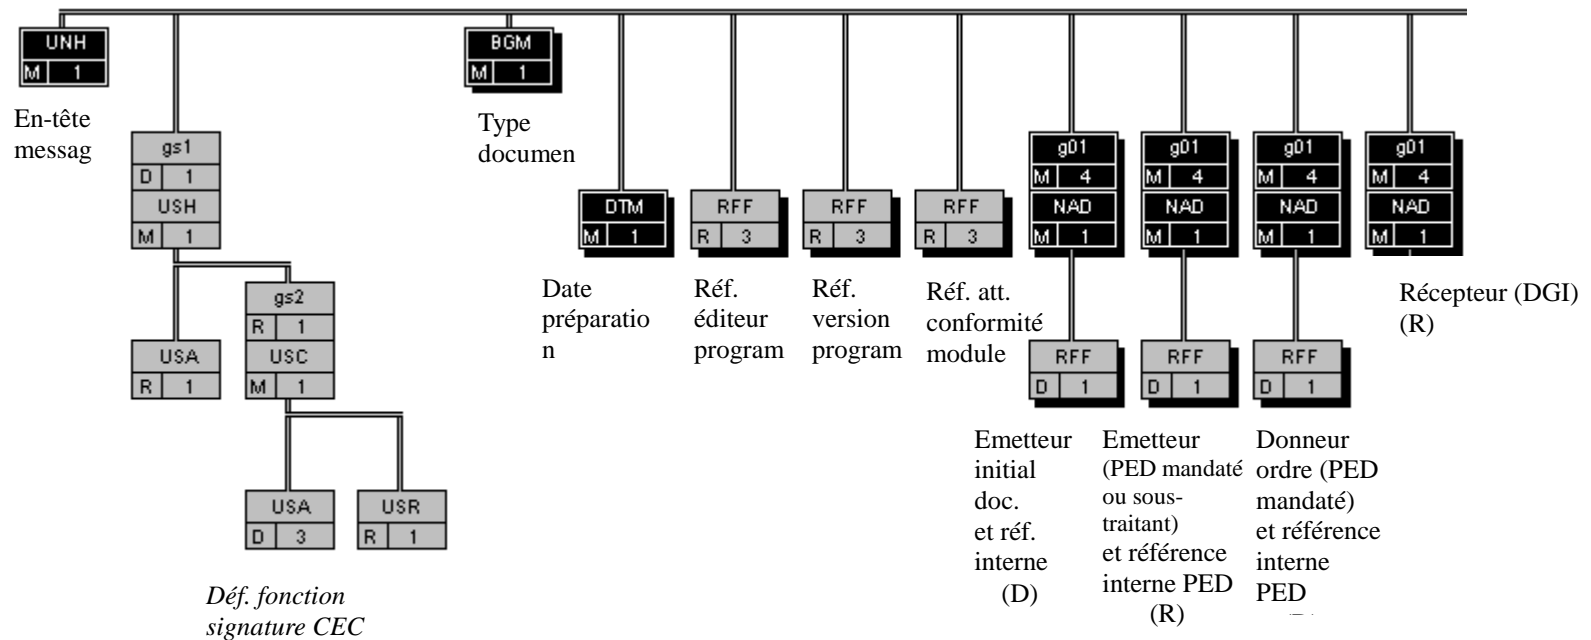 UNH
M 1
En-tête
messag
gs1
D 1
USH
M 1
USA
R 1
gs2
R 1
USC
M 1
USA
D 3
USR
R 1
Déf. fonction
signature CEC
BGM
M 1
Type
documen
DTM
M 1
Date
préparatio
n
RFF
R 3
Réf.
éditeur
program
RFF
R 3
Réf.
version
program
RFF
R 3
Réf. att.
conformité
module
g01
M 4
NAD
M 1
RFF
D 1
Emetteur
initial
doc.
et réf.
interne
(D)
g01
M 4
NAD
M 1
RFF
D 1
Emetteur
(PED mandaté
ou sous-
traitant)
et référence
interne PED
(R)
g01
M 4
NAD
M 1
RFF
D 1
Donneur
ordre (PED
mandaté)
et référence
interne
PED
g01
M 4
NAD
M 1
Récepteur (DGI)
(R)